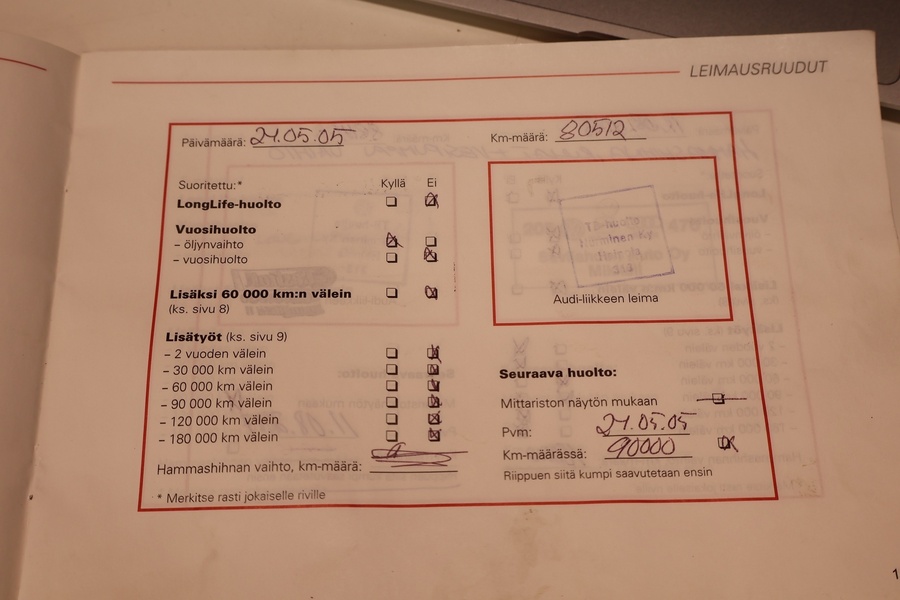 LEIMAUSRUUDUT
Päivämäärä: 21.05.05
Km-määrä: 80512
Suoritettu:* Kyllä Ei
LongLife-huolto
Vuosihuolto
– öljynvaihto
– vuosihuolto
Lisäksi 60 000 km:n välein
(ks. sivu 8)
Lisätyöt (ks. sivu 9)
– 2 vuoden välein
– 30 000 km välein
– 60 000 km välein
– 90 000 km välein
– 120 000 km välein
– 180 000 km välein
Hammashihnan vaihto, km-määrä:
* Merkitse rasti jokaiselle riville
Audi-liikkeen leima
Seuraava huolto:
Mittariston näytön mukaan
Pvm: 21.05.05
Km-määrässä: 90000
Riippuen siitä kumpi saavutetaan ensin